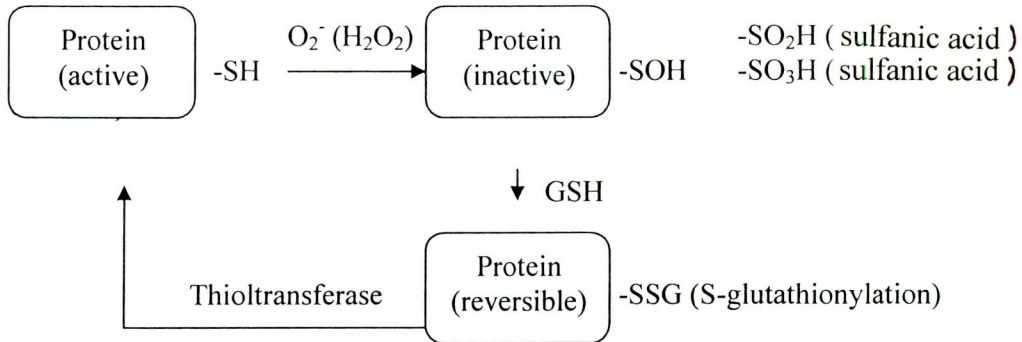 Protein
(active)
-SH
O₂⁻ (H₂O₂)
Protein
(inactive)
-SOH
-SO₂H ( sulfanic acid )
-SO₃H ( sulfanic acid )
GSH
Thioltransferase
Protein
(reversible)
-SSG (S-glutathionylation)